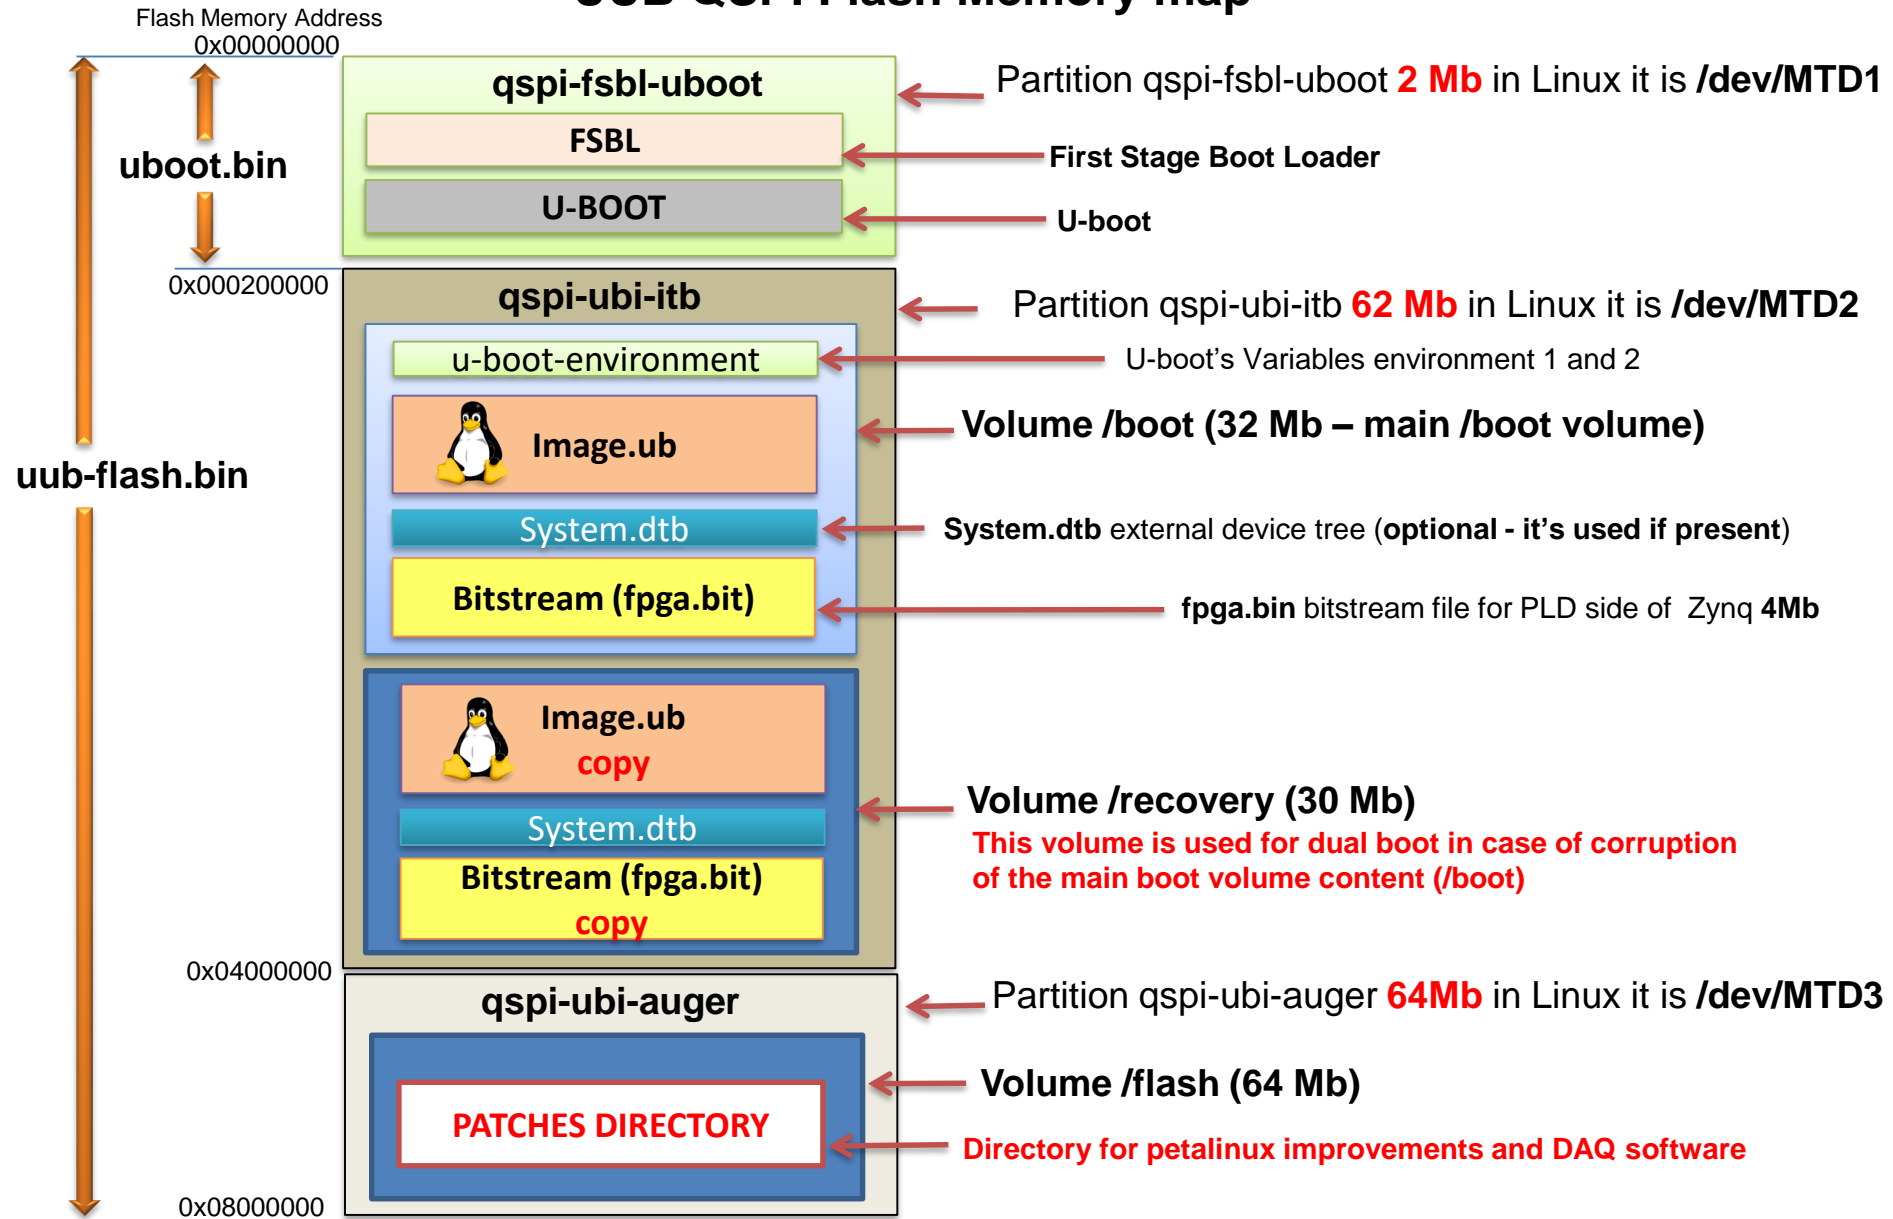 UUB QSPI Flash Memory map
Flash Memory Address
0x00000000
qspi-fsbl-uboot
Partition qspi-fsbl-uboot 2 Mb in Linux it is /dev/MTD1
FSBL
First Stage Boot Loader
uboot.bin
U-BOOT
U-boot
0x000200000
qspi-ubi-itb
Partition qspi-ubi-itb 62 Mb in Linux it is /dev/MTD2
u-boot-environment
U-boot's Variables environment 1 and 2
Image.ub
Volume /boot (32 Mb – main /boot volume)
uub-flash.bin
System.dtb
System.dtb external device tree (optional - it's used if present)
Bitstream (fpga.bit)
fpga.bin bitstream file for PLD side of Zynq 4Mb
Image.ub
copy
Volume /recovery (30 Mb)
System.dtb
This volume is used for dual boot in case of corruption
of the main boot volume content (/boot)
Bitstream (fpga.bit)
copy
0x04000000
qspi-ubi-auger
Partition qspi-ubi-auger 64Mb in Linux it is /dev/MTD3
Volume /flash (64 Mb)
PATCHES DIRECTORY
Directory for petalinux improvements and DAQ software
0x08000000